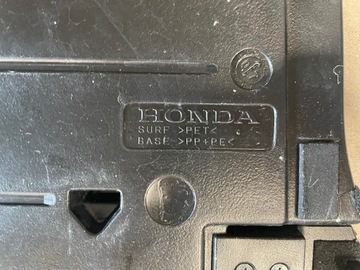 HONDA
SURF >PET<
BASE >PP+PE<